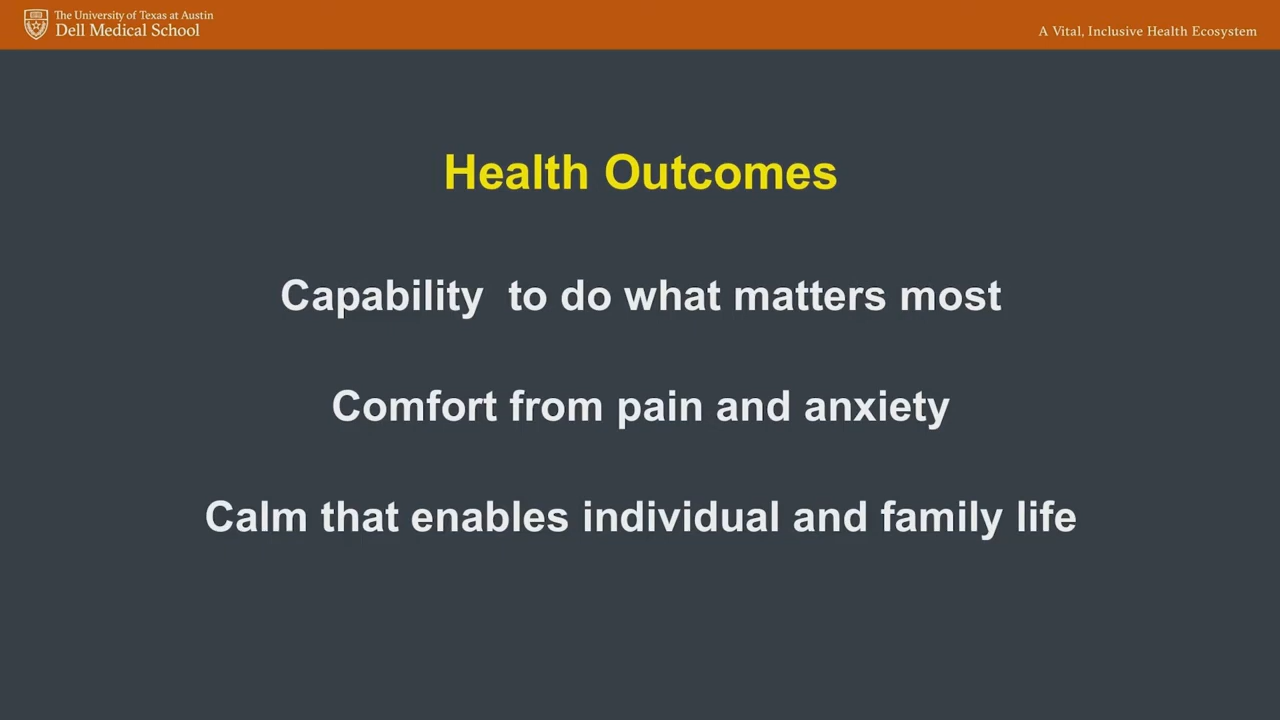 The University of Texas at Austin
Dell Medical School
A Vital, Inclusive Health Ecosystem
Health Outcomes
Capability  to do what matters most
Comfort from pain and anxiety
Calm that enables individual and family life